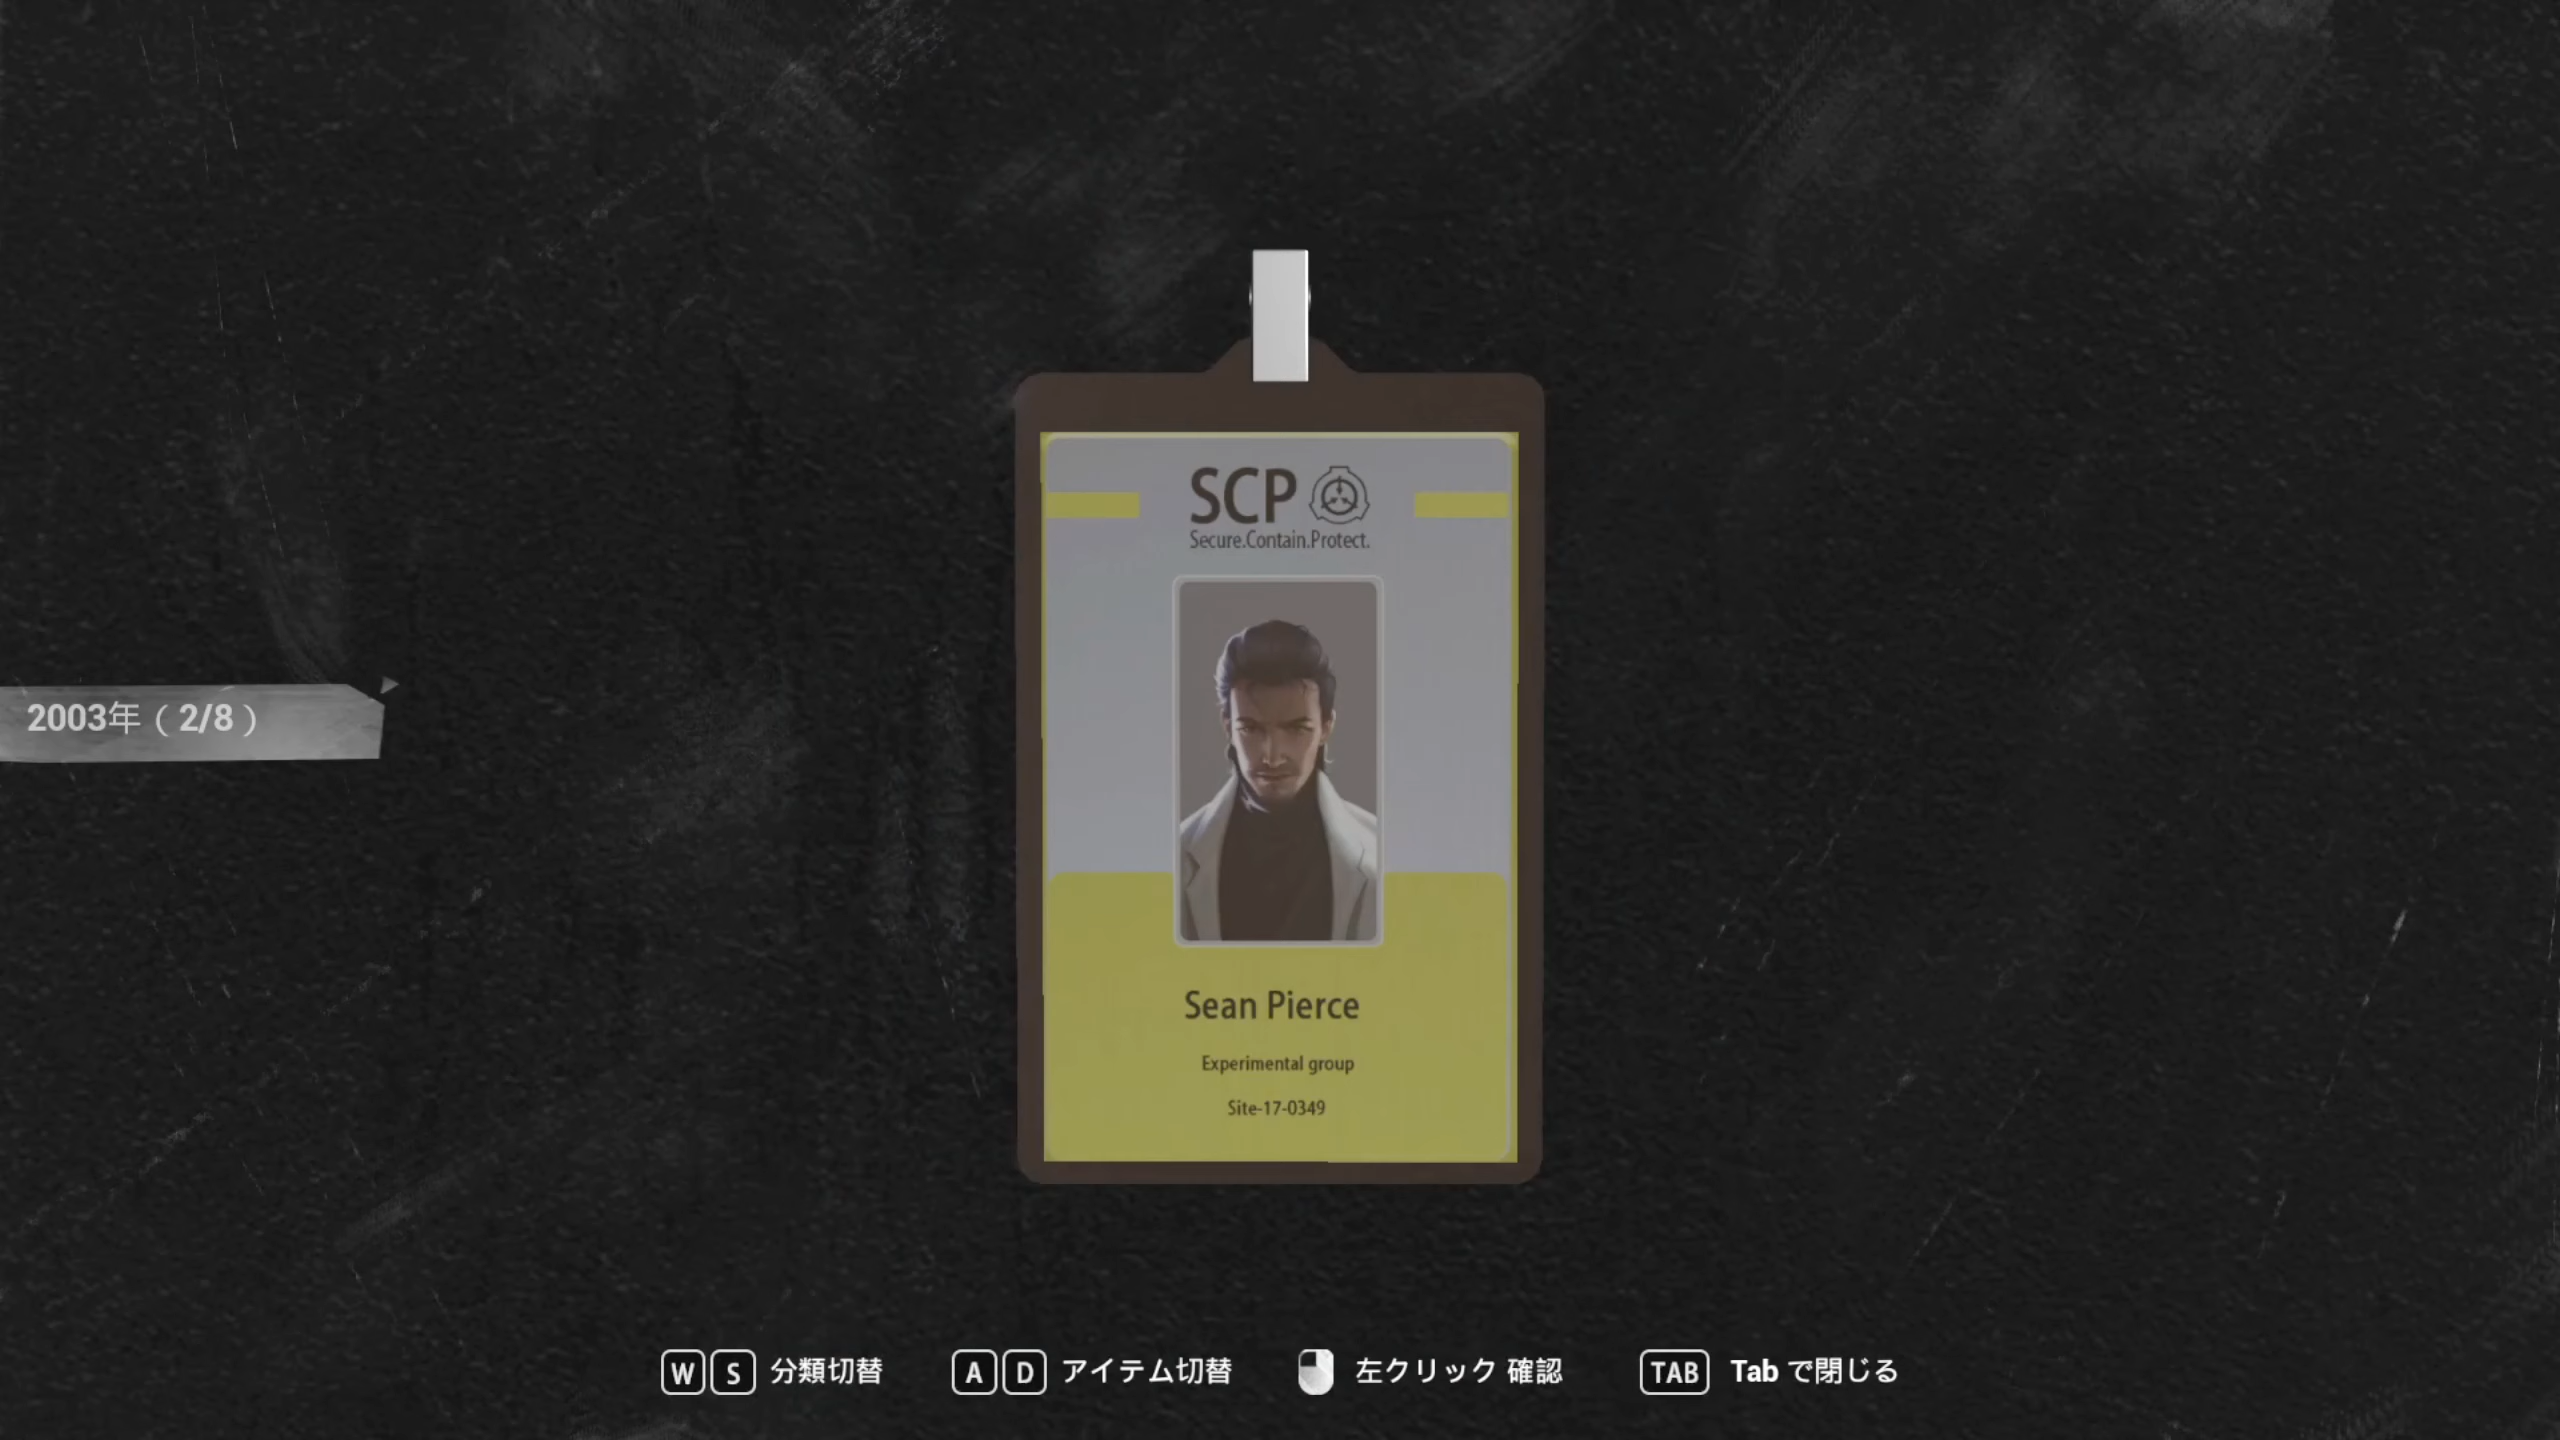 SCP
Secure.Contain.Protect.
2003年（2/8）
Sean Pierce
Experimental group
Site-17-0349
W S 分類切替 A D アイテム切替 左クリック 確認 TAB Tab で閉じる